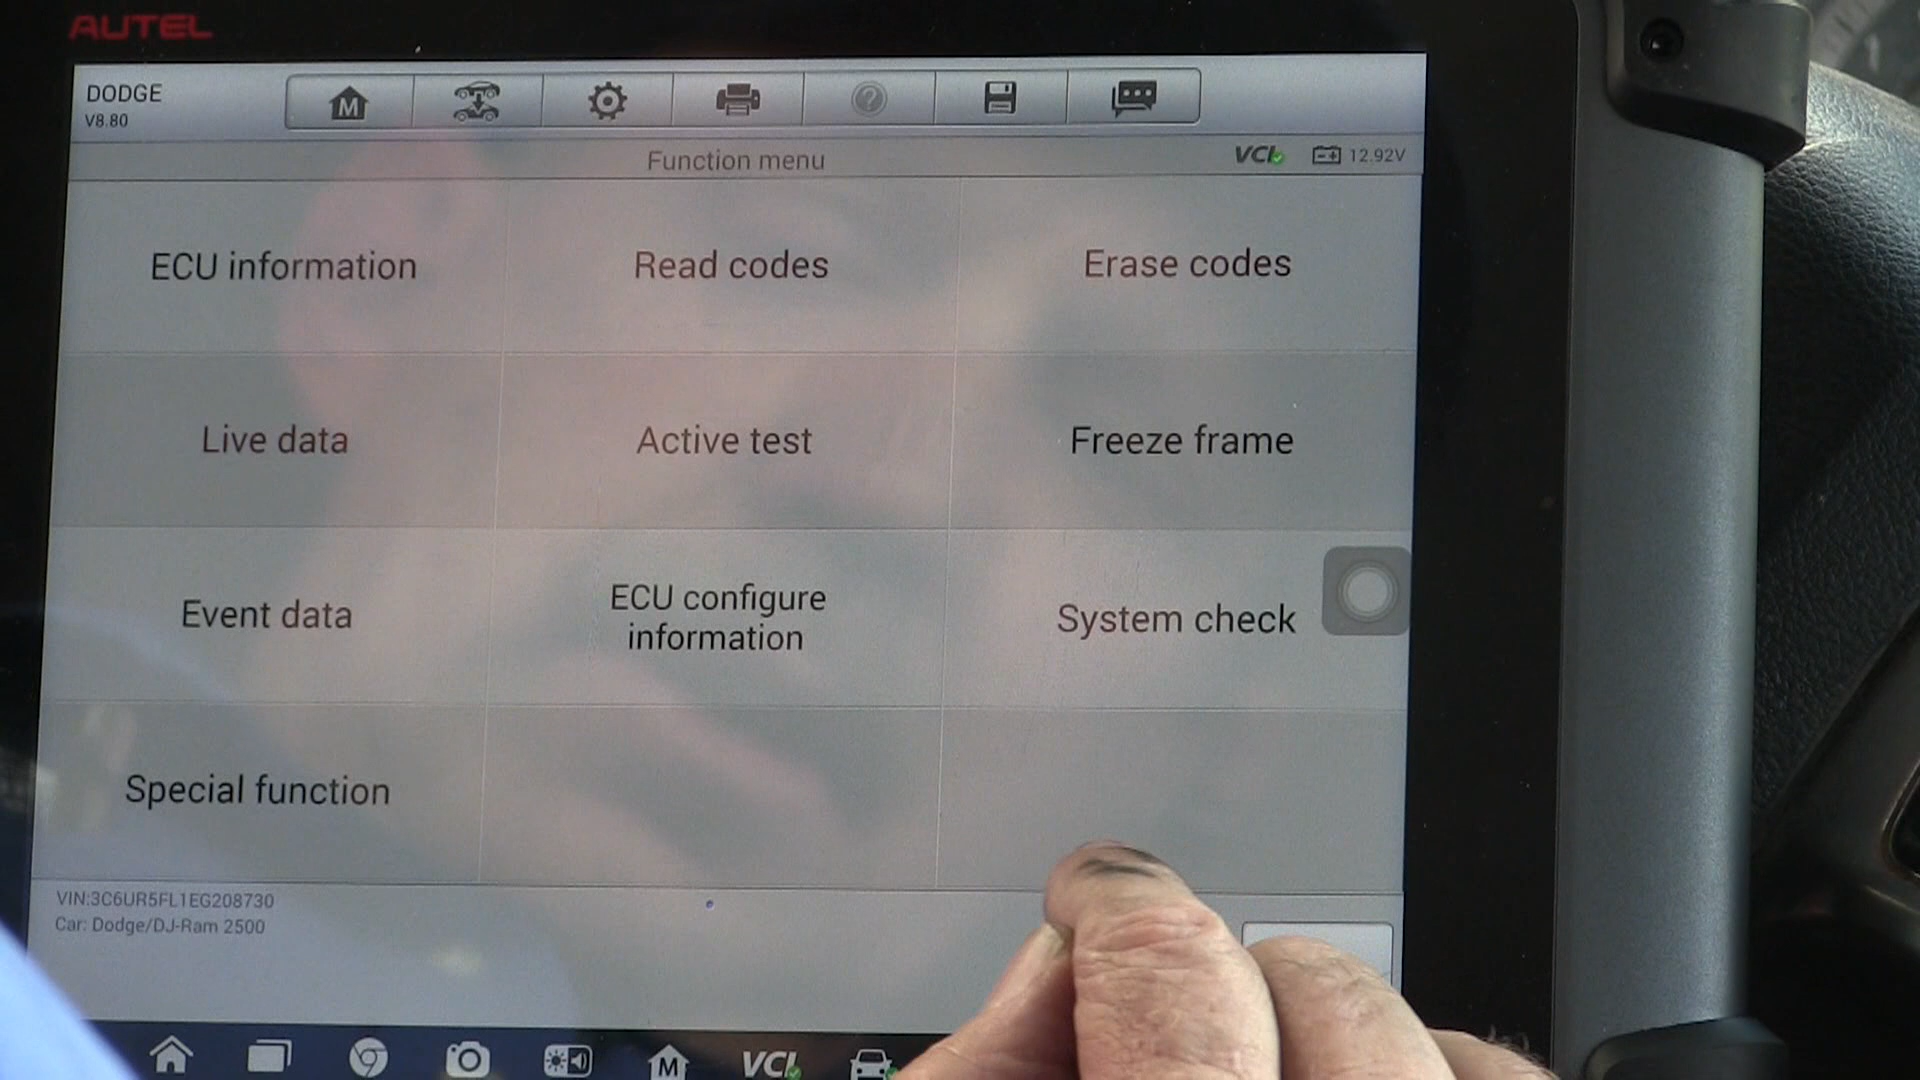 AUTEL
DODGE
V8.80
M
?
Function menu
VCI
12.92V
ECU information
Read codes
Erase codes
Live data
Active test
Freeze frame
Event data
ECU configure
information
System check
Special function
VIN:3C6UR5FL1EG208730
Car: Dodge/DJ-Ram 2500
M
VCI